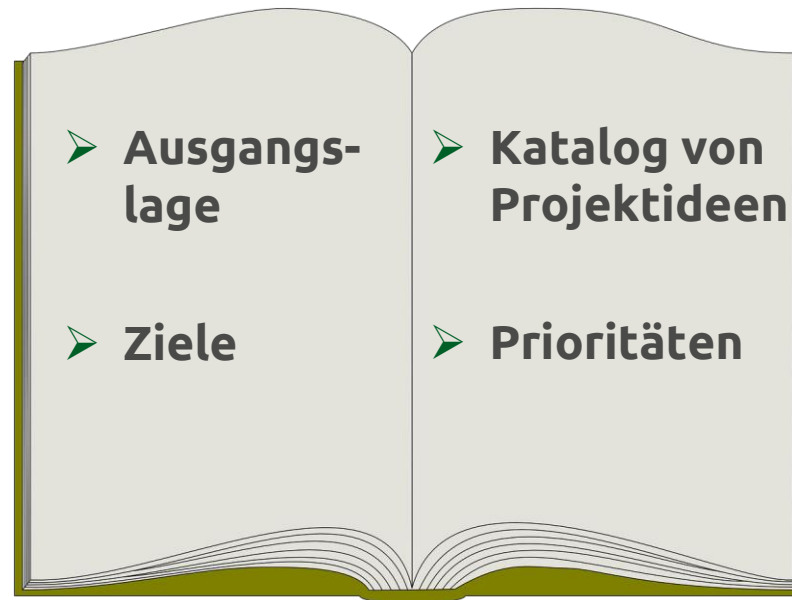 Ausgangs-
lage
Ziele
Katalog von
Projektideen
Prioritäten